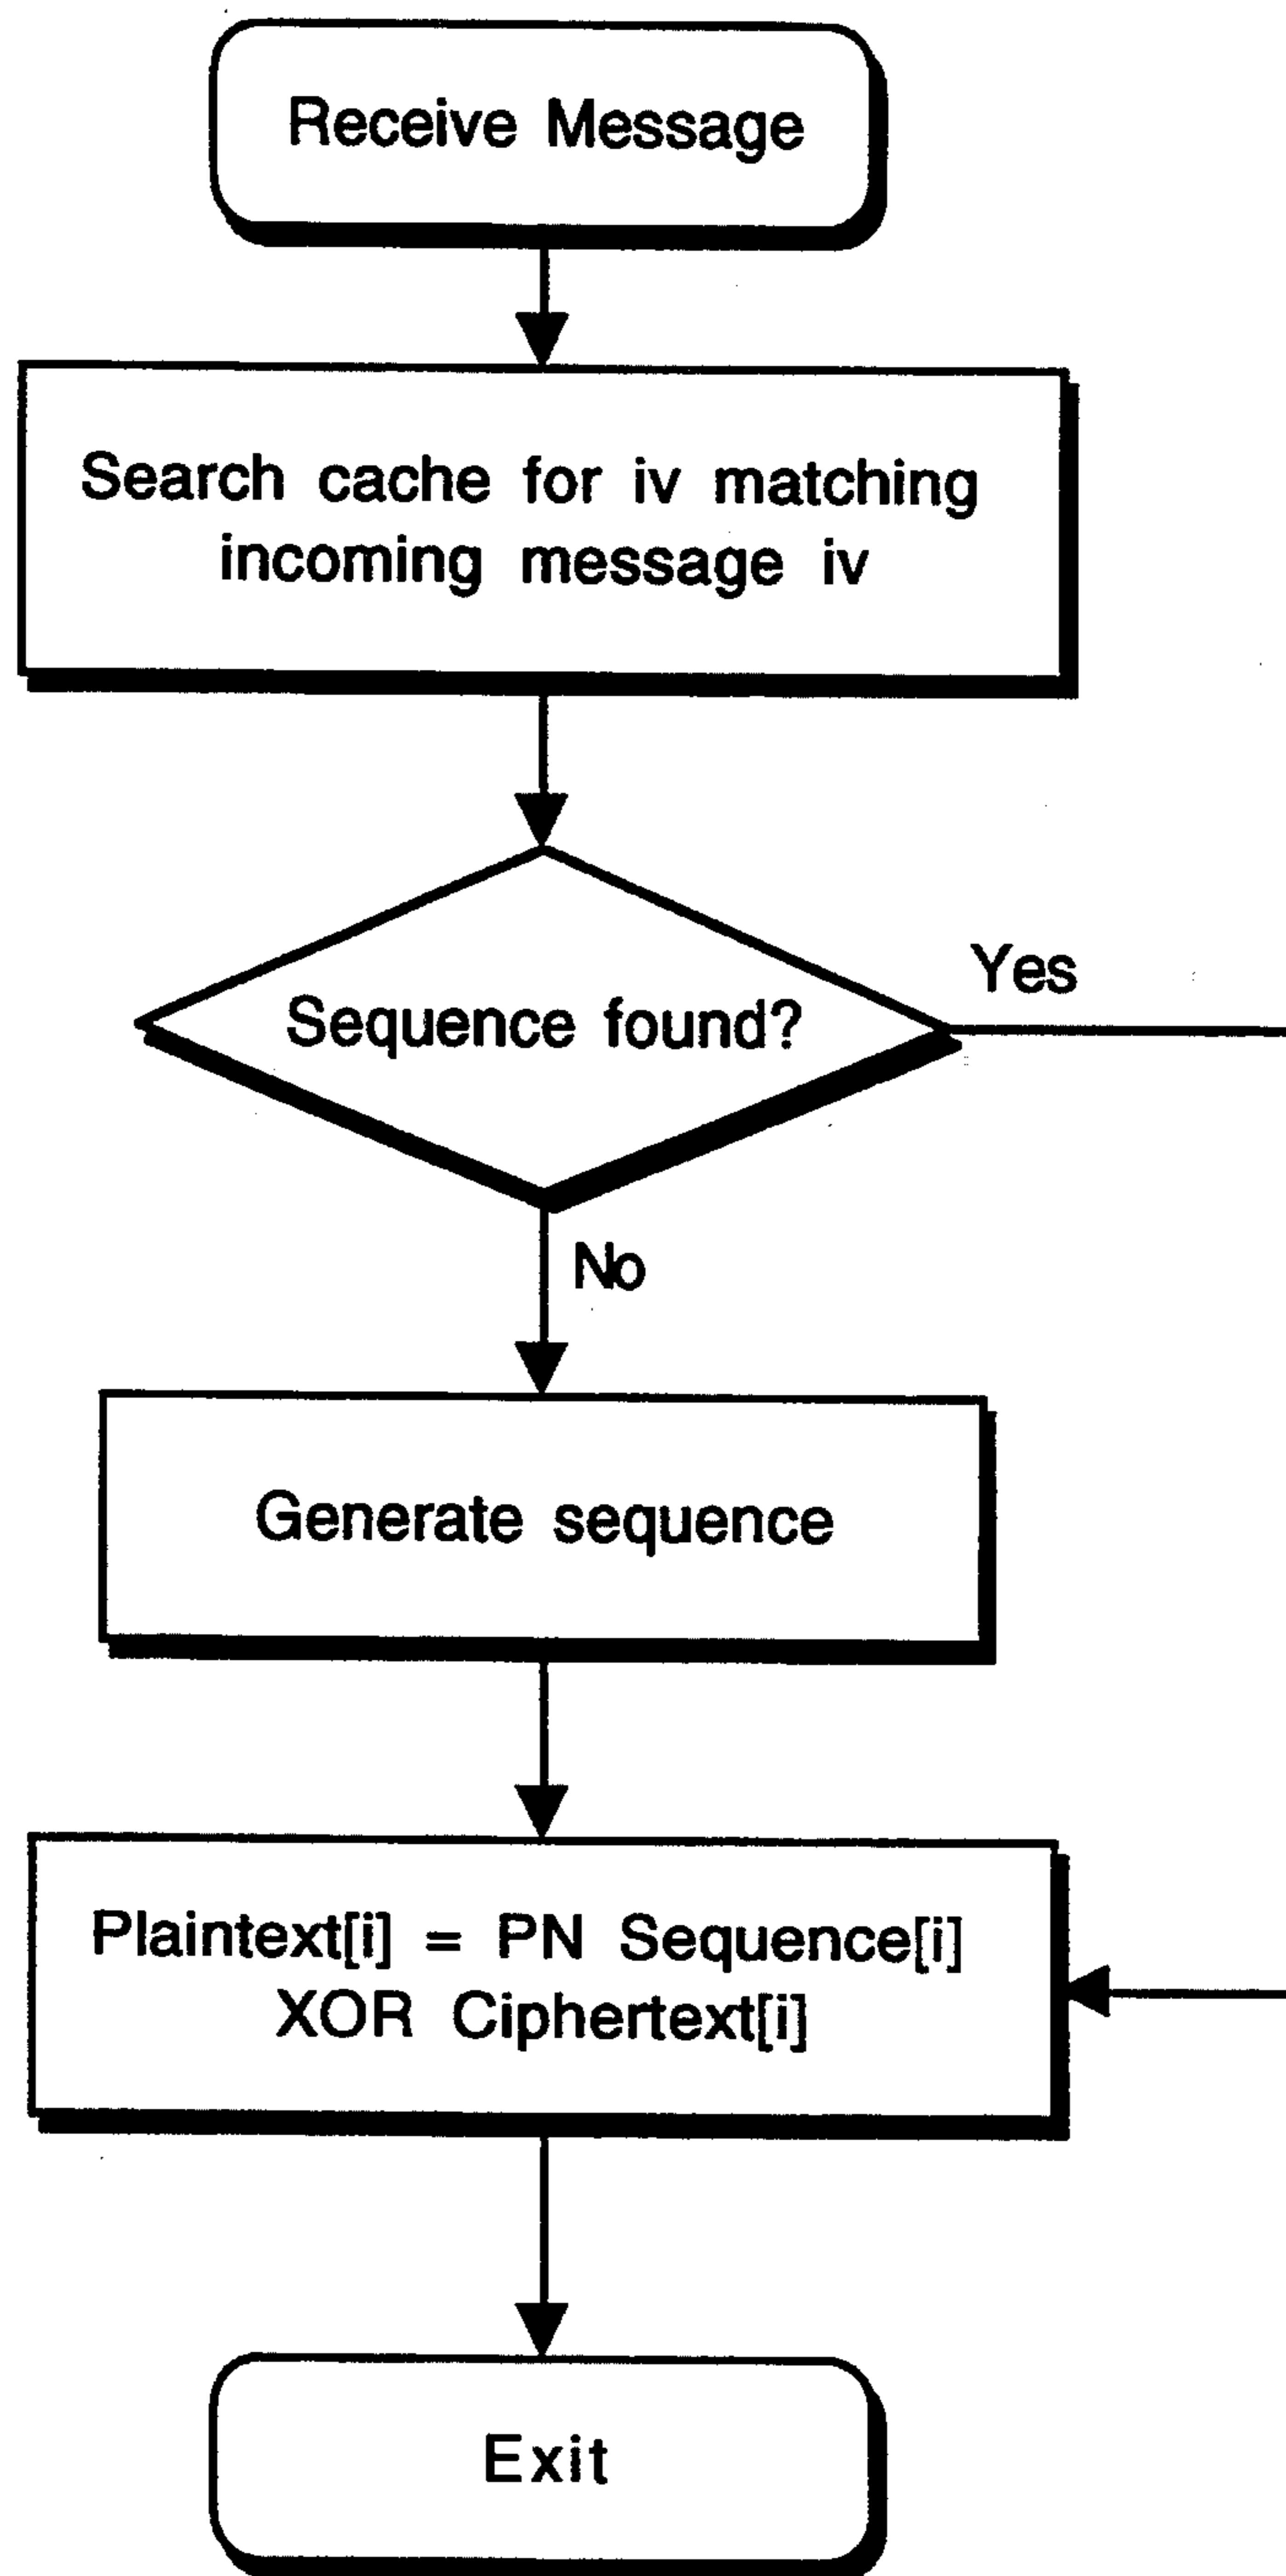 Receive Message
Search cache for iv matching
incoming message iv
Sequence found?
Yes
No
Generate sequence
Plaintext[i] = PN Sequence[i]
XOR Ciphertext[i]
Exit